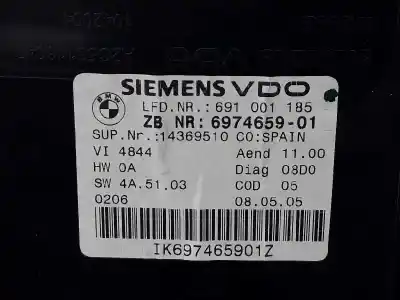 BMW
SIEMENS VDO
LFD.NR.: 691 001 185
ZB NR: 6974659-01
SUP.Nr.:14369510 CO:SPAIN
VI 4844 Aend 11.00
HW 0A Diag 08D0
SW 4A.51.03 COD 05
0206 08.05.05
IK697465901Z